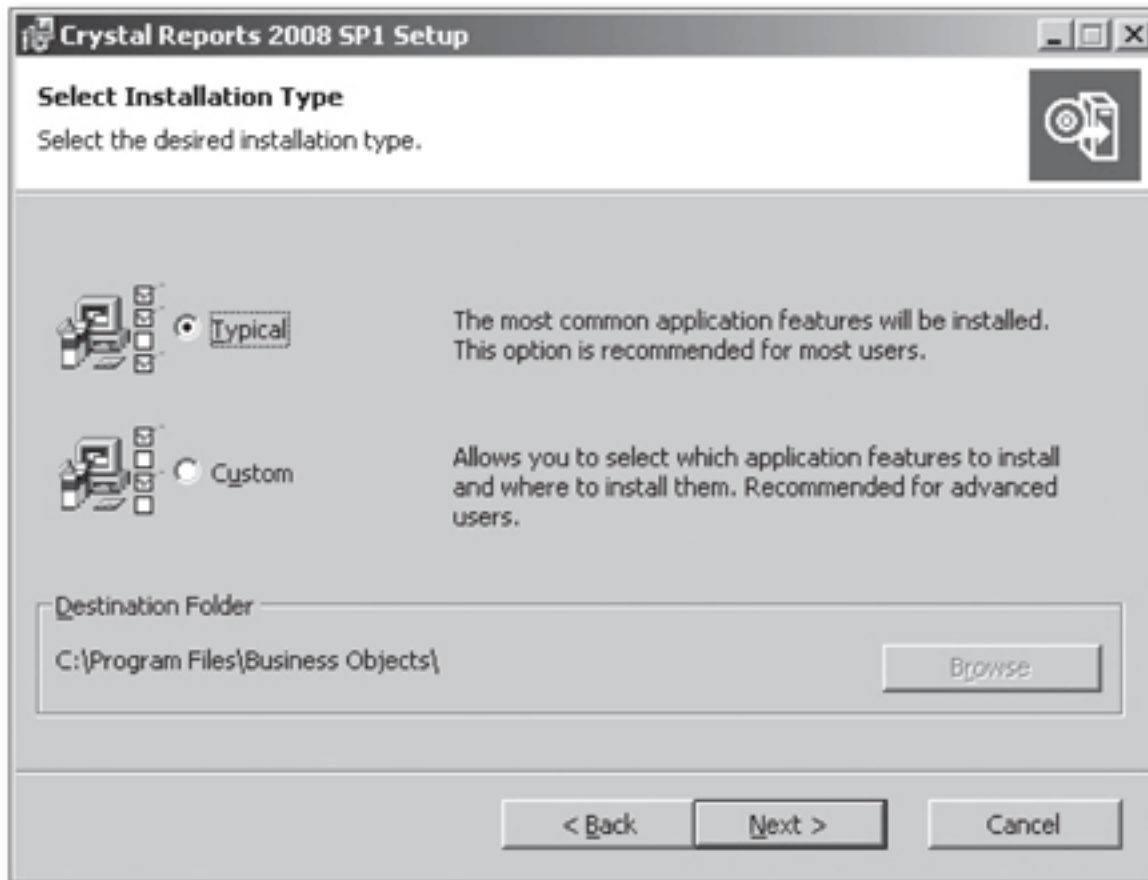 Crystal Reports 2008 SP1 Setup
Select Installation Type
Select the desired installation type.
Typical
The most common application features will be installed.
This option is recommended for most users.
Custom
Allows you to select which application features to install
and where to install them. Recommended for advanced
users.
Destination Folder
C:\Program Files\Business Objects\
Browse
< Back
Next >
Cancel